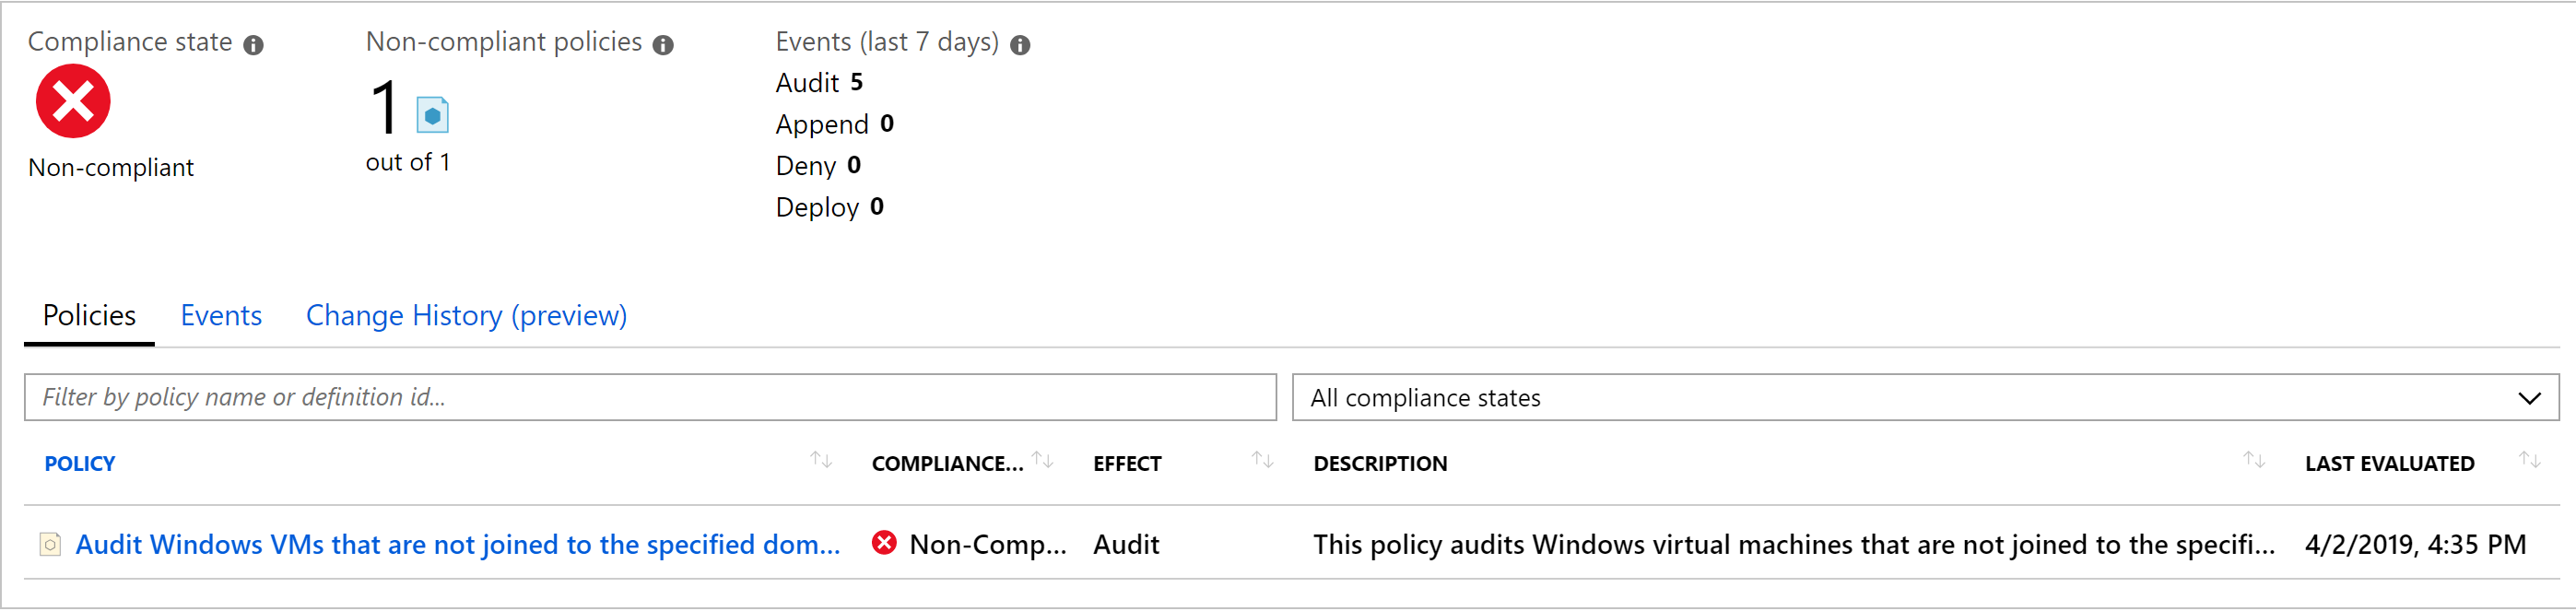 Compliance state
Non-compliant policies
Events (last 7 days)
Non-compliant
1
out of 1
Audit 5
Append 0
Deny 0
Deploy 0
Policies Events Change History (preview)
Filter by policy name or definition id...
All compliance states
POLICY COMPLIANCE... EFFECT DESCRIPTION LAST EVALUATED
Audit Windows VMs that are not joined to the specified dom... Non-Comp... Audit This policy audits Windows virtual machines that are not joined to the specifi... 4/2/2019, 4:35 PM